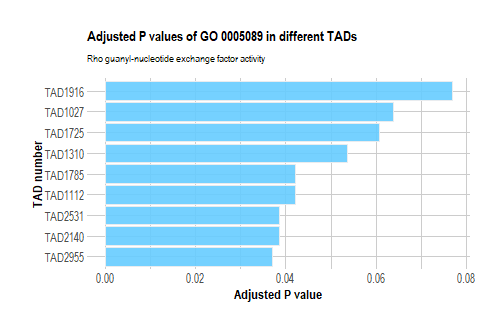 Adjusted P values of GO 0005089 in different TADs
Rho guanyl-nucleotide exchange factor activity
TAD number
TAD1916
TAD1027
TAD1725
TAD1310
TAD1785
TAD1112
TAD2531
TAD2140
TAD2955
0.00 0.02 0.04 0.06 0.08
Adjusted P value